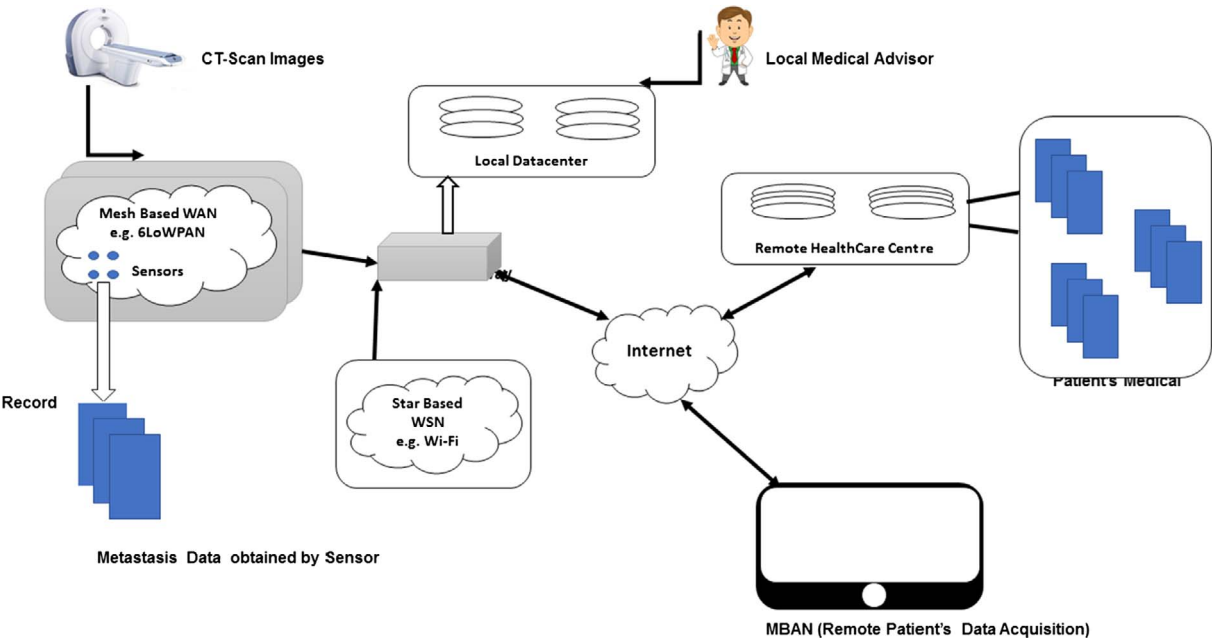 CT-Scan Images
Local Medical Advisor
Local Datacenter
Mesh Based WAN
e.g. 6LoWPAN
Sensors
Remote HealthCare Centre
Internet
Patient's Medical
Record
Star Based
WSN
e.g. Wi-Fi
Metastasis Data obtained by Sensor
MBAN (Remote Patient's Data Acquisition)